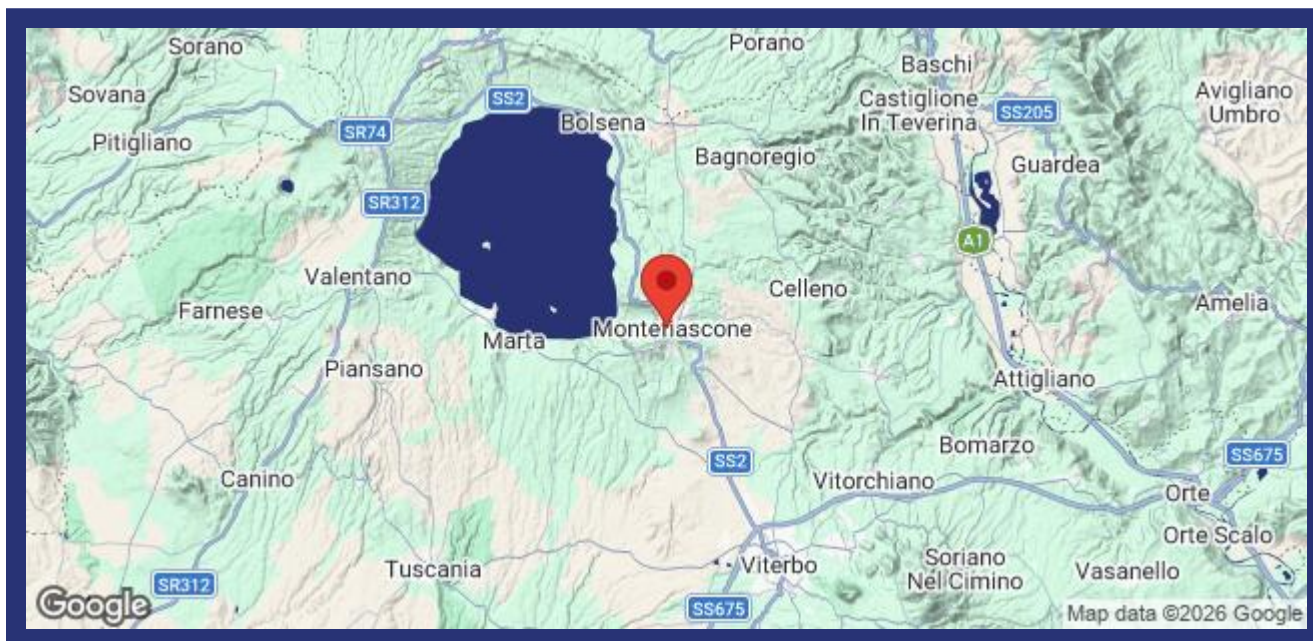 Sorano
Porano
Baschi
Sovana
SS2
Castiglione
In Teverina
SS205
Avigliano
Umbro
SR74
Bolsena
Pitigliano
Bagnoregio
Guardea
SR312
A1
Valentano
Celleno
Farnese
Amelia
Marta
Montefiascone
Piansano
Attigliano
Bomarzo
SS2
SS675
Canino
Vitorchiano
Orte
Orte Scalo
Tuscania
Viterbo
Soriano
Nel Cimino
Vasanello
SR312
SS675
Google
Map data ©2026 Google